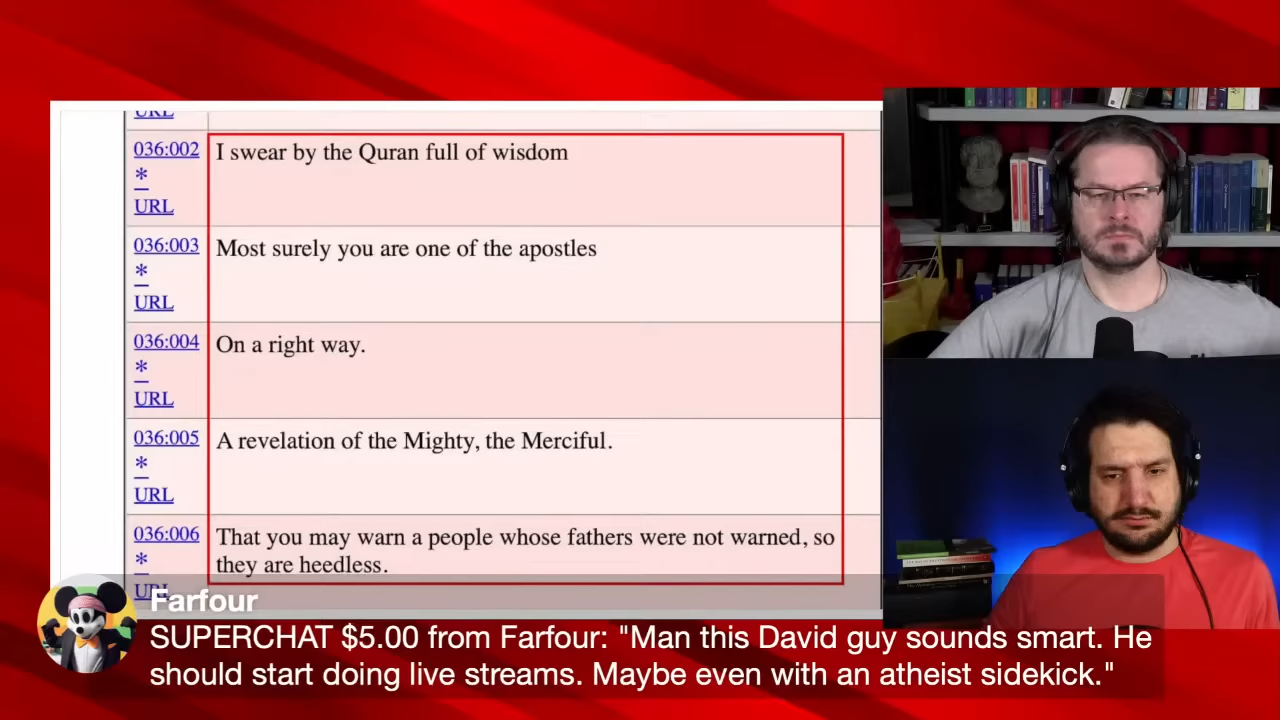 URL
036:002
*
URL
I swear by the Quran full of wisdom
036:003
*
URL
Most surely you are one of the apostles
036:004
*
URL
On a right way.
036:005
*
URL
A revelation of the Mighty, the Merciful.
036:006
*
URL
That you may warn a people whose fathers were not warned, so
they are heedless.
Farfour
SUPERCHAT $5.00 from Farfour: "Man this David guy sounds smart. He
should start doing live streams. Maybe even with an atheist sidekick."